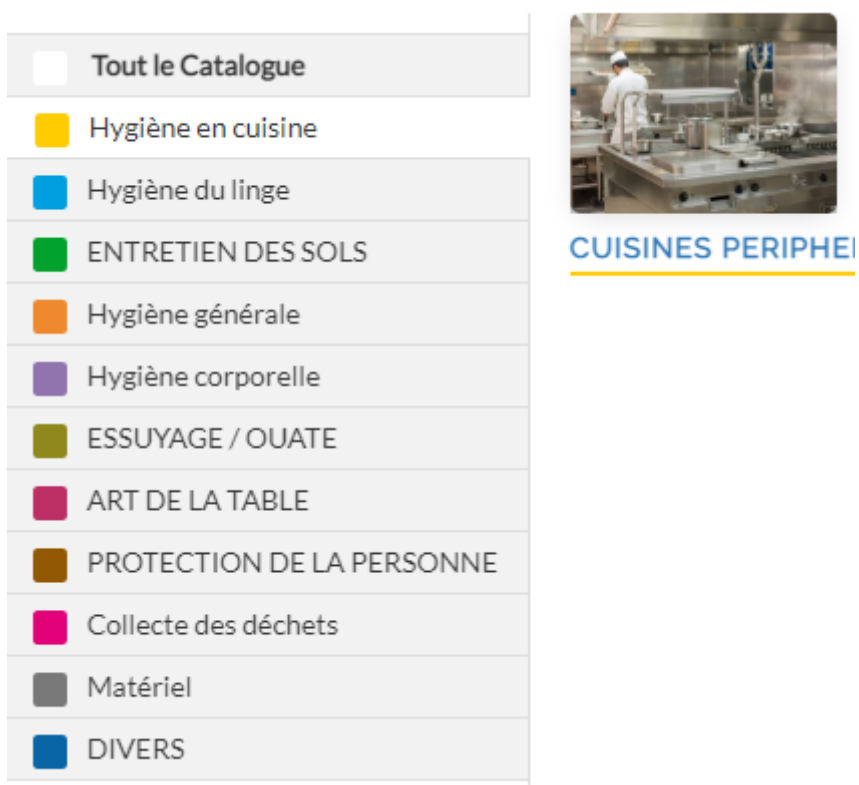 Tout le Catalogue
Hygiène en cuisine
Hygiène du linge
ENTRETIEN DES SOLS
Hygiène générale
Hygiène corporelle
ESSUYAGE / OUATE
ART DE LA TABLE
PROTECTION DE LA PERSONNE
Collecte des déchets
Matériel
DIVERS
CUISINES